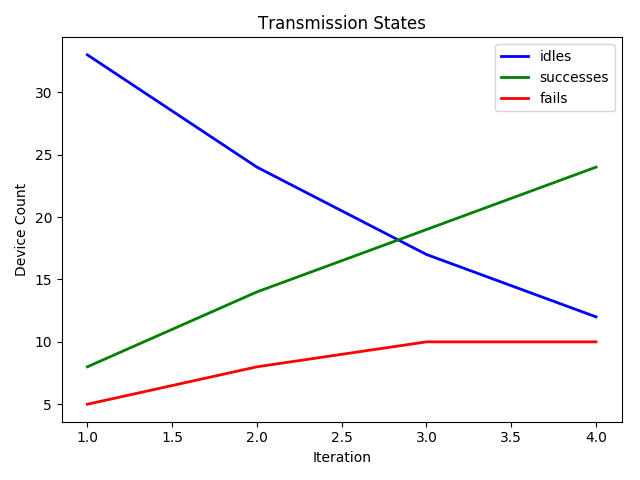 Transmission States
idles
successes
fails
Device Count
30
25
20
15
10
5
1.0 1.5 2.0 2.5 3.0 3.5 4.0
Iteration